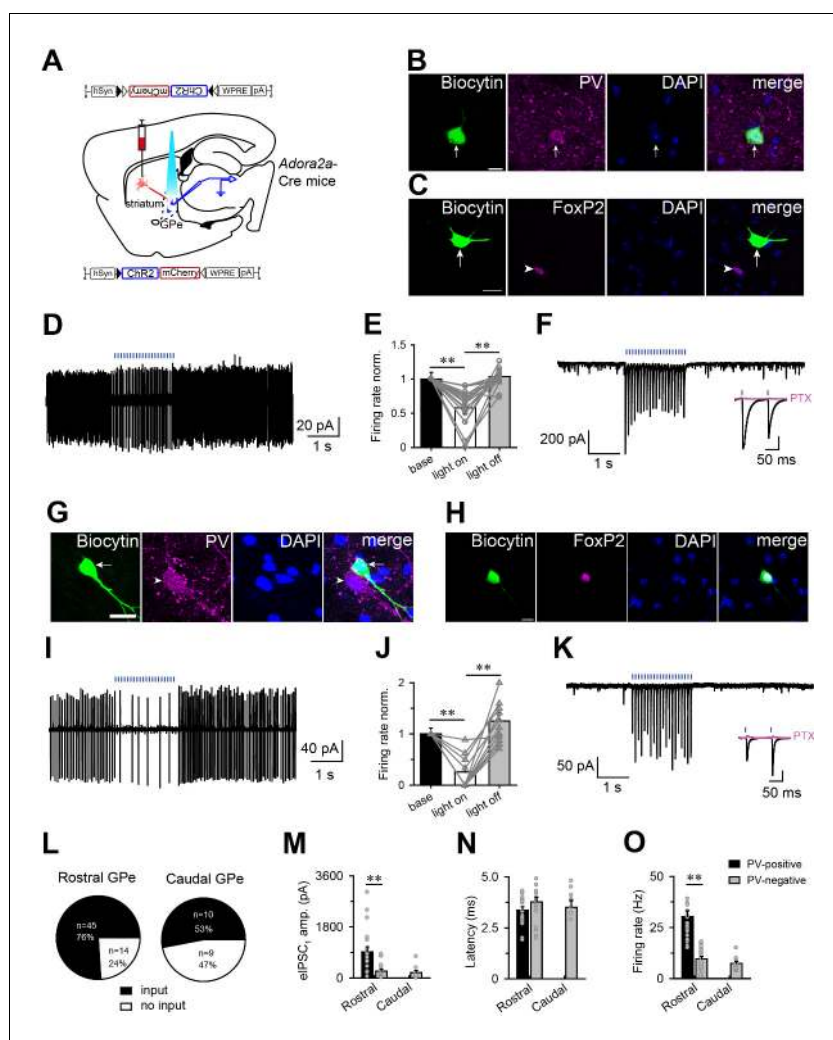 A
hSyn mCherry ChR2 WPRE pA
Adora2a-
Cre mice
striatum
GPe
hSyn ChR2 mCherry WPRE pA
B
Biocytin PV DAPI merge
C
Biocytin FoxP2 DAPI merge
D
20 pA
1 s
E
Firing rate norm.
1.5
1
0.5
0
** **
base light on light off
F
200 pA
1 s
PTX
50 ms
G
Biocytin PV DAPI merge
H
Biocytin FoxP2 DAPI merge
I
40 pA
1 s
J
Firing rate norm.
2
1
0
** **
base light on light off
K
50 pA
1 s
PTX
50 ms
L
Rostral GPe Caudal GPe
n=45
76%
n=14
24%
n=10
53%
n=9
47%
input
no input
M
eIPSC1 amp. (pA)
3600
1800
0
**
Rostral Caudal
N
Latency (ms)
5.0
2.5
0
Rostral Caudal
O
Firing rate (Hz)
75
50
25
0
**
Rostral Caudal
PV-positive
PV-negative